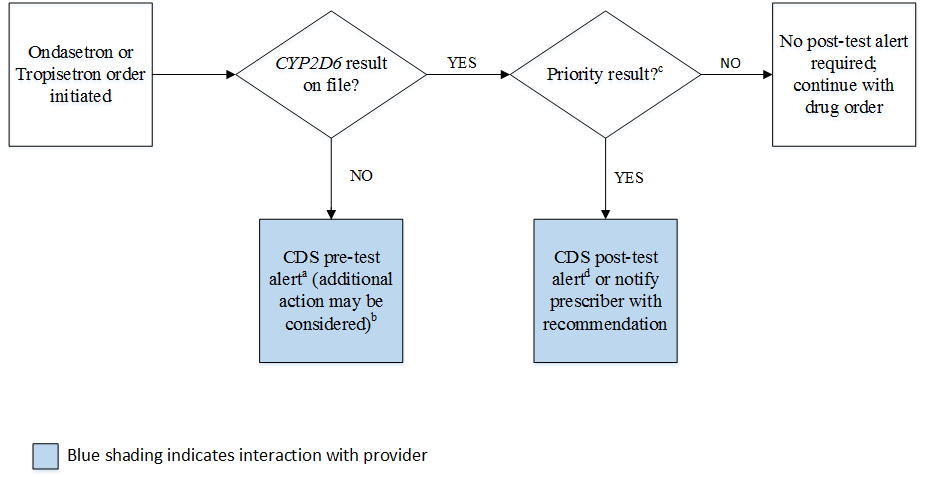 Ondasetron or
Tropisetron order
initiated
CYP2D6 result
on file?
YES
Priority result?c
NO
No post-test alert
required;
continue with
drug order
NO
YES
CDS pre-test
alerta (additional
action may be
considered)b
CDS post-test
alertd or notify
prescriber with
recommendation
Blue shading indicates interaction with provider